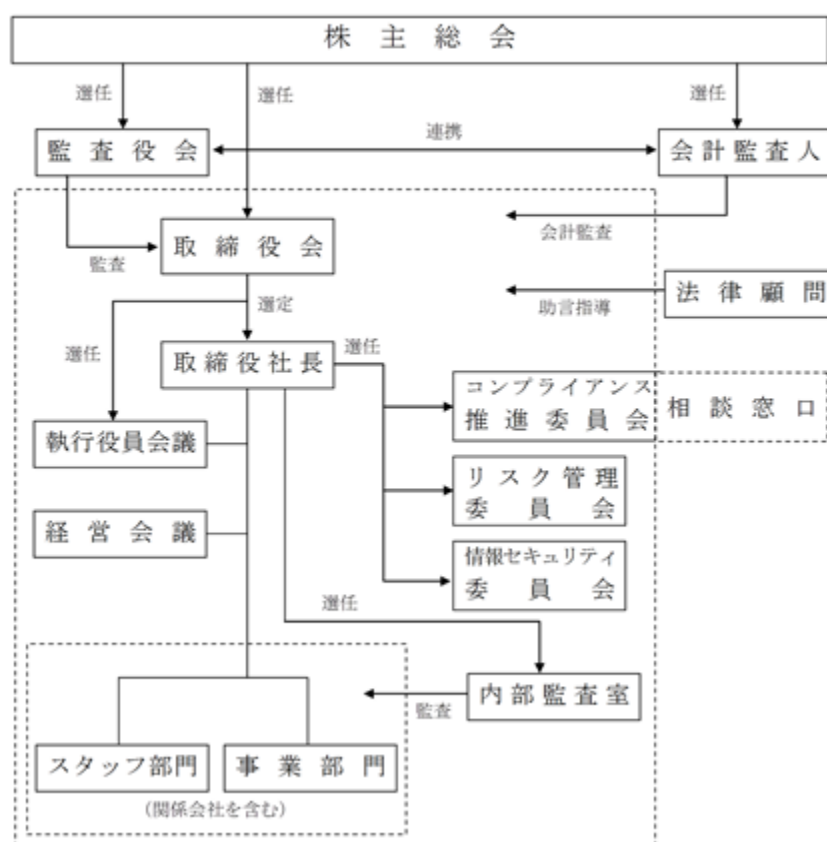 株主総会
選任
選任
選任
監査役会
連携
会計監査人
取締役会
監査
会計監査
法律顧問
助言指導
選定
選任
取締役社長
選任
コンプライアンス
推進委員会
相談窓口
執行役員会議
リスク管理
委員会
経営会議
情報セキュリティ
委員会
選任
内部監査室
監査
スタッフ部門
事業部門
(関係会社を含む)